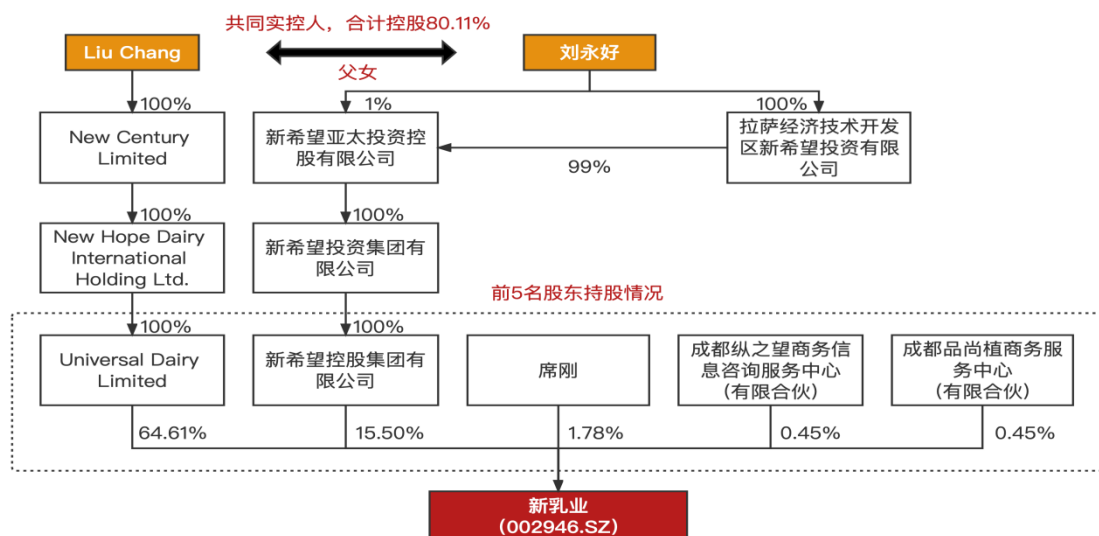 共同实控人，合计控股80.11%
Liu Chang
刘永好
父女
100%
1%
100%
New Century
Limited
新希望亚太投资控
股有限公司
拉萨经济技术开发
区新希望投资有限
公司
99%
100%
100%
New Hope Dairy
International
Holding Ltd.
新希望投资集团有
限公司
前5名股东持股情况
100%
100%
Universal Dairy
Limited
新希望控股集团有
限公司
席刚
成都纵之望商务信
息咨询服务中心
（有限合伙）
成都品尚植商务服
务中心
（有限合伙）
64.61%
15.50%
1.78%
0.45%
0.45%
新乳业
（002946.SZ）